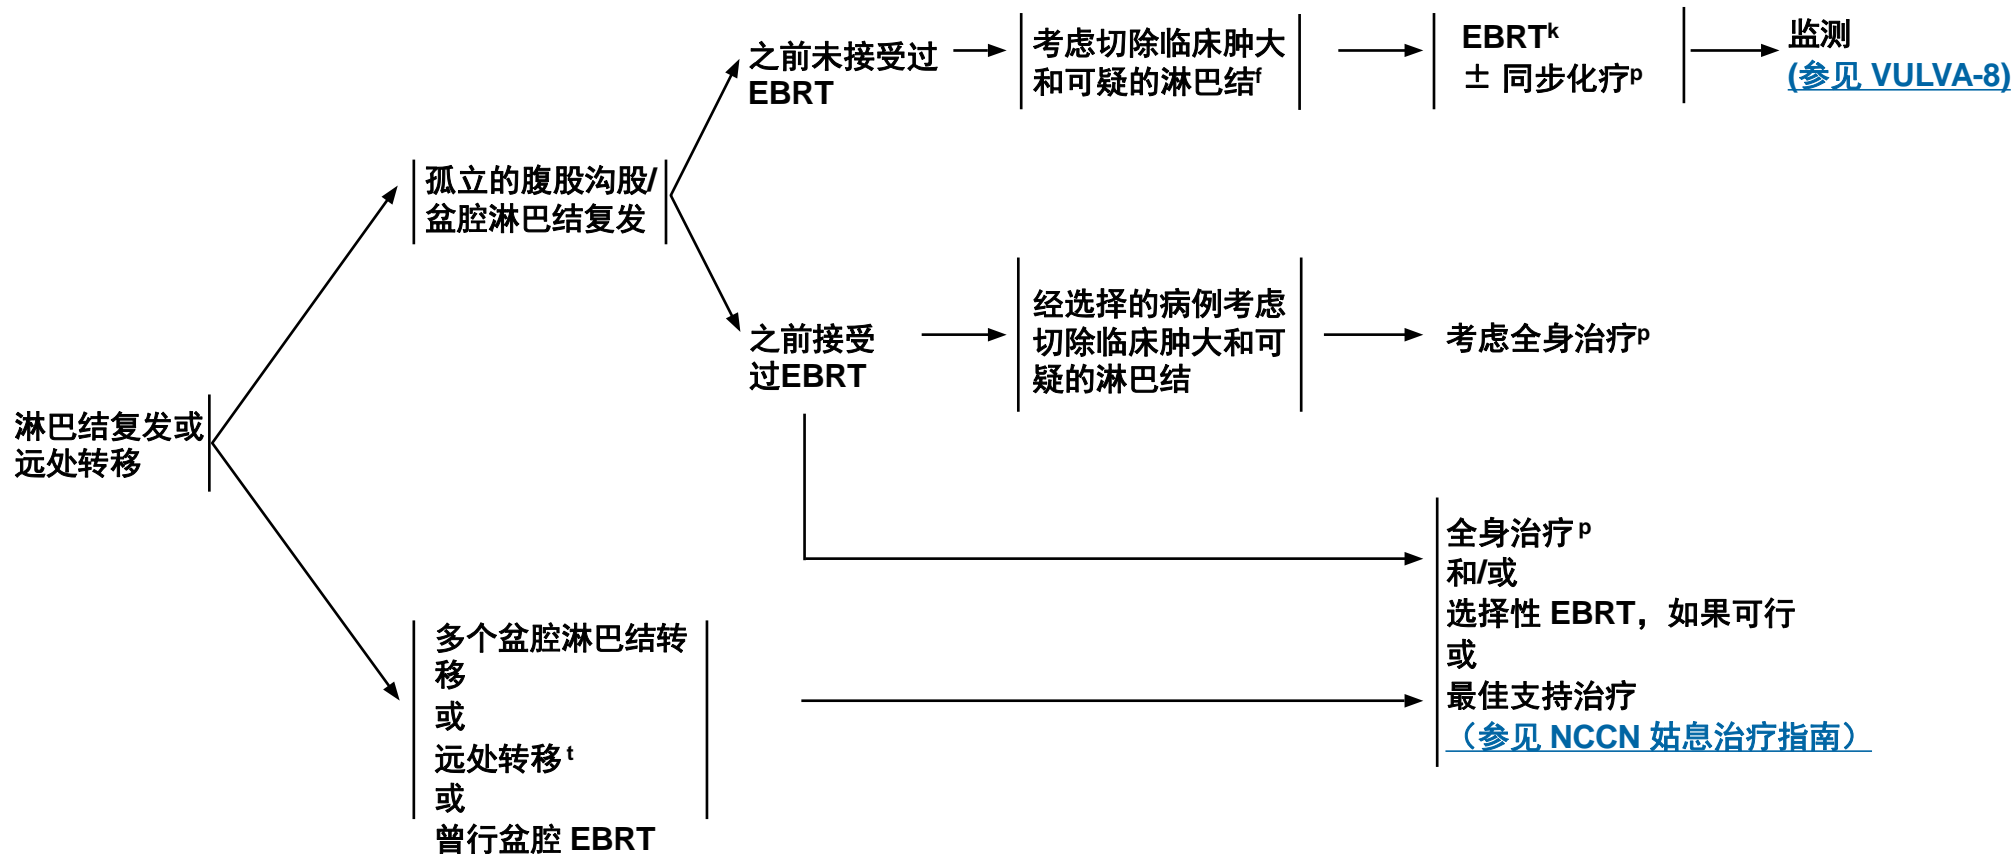 之前未接受过
EBRT
考虑切除临床肿大
和可疑的淋巴结f
EBRTk
± 同步化疗p
监测
(参见 VULVA-8)
孤立的腹股沟股/
盆腔淋巴结复发
之前接受
过EBRT
经选择的病例考虑
切除临床肿大和可
疑的淋巴结
考虑全身治疗p
淋巴结复发或
远处转移
全身治疗p
和/或
选择性 EBRT，如果可行
或
最佳支持治疗
（参见 NCCN 姑息治疗指南）
多个盆腔淋巴结转
移
或
远处转移t
或
曾行盆腔 EBRT